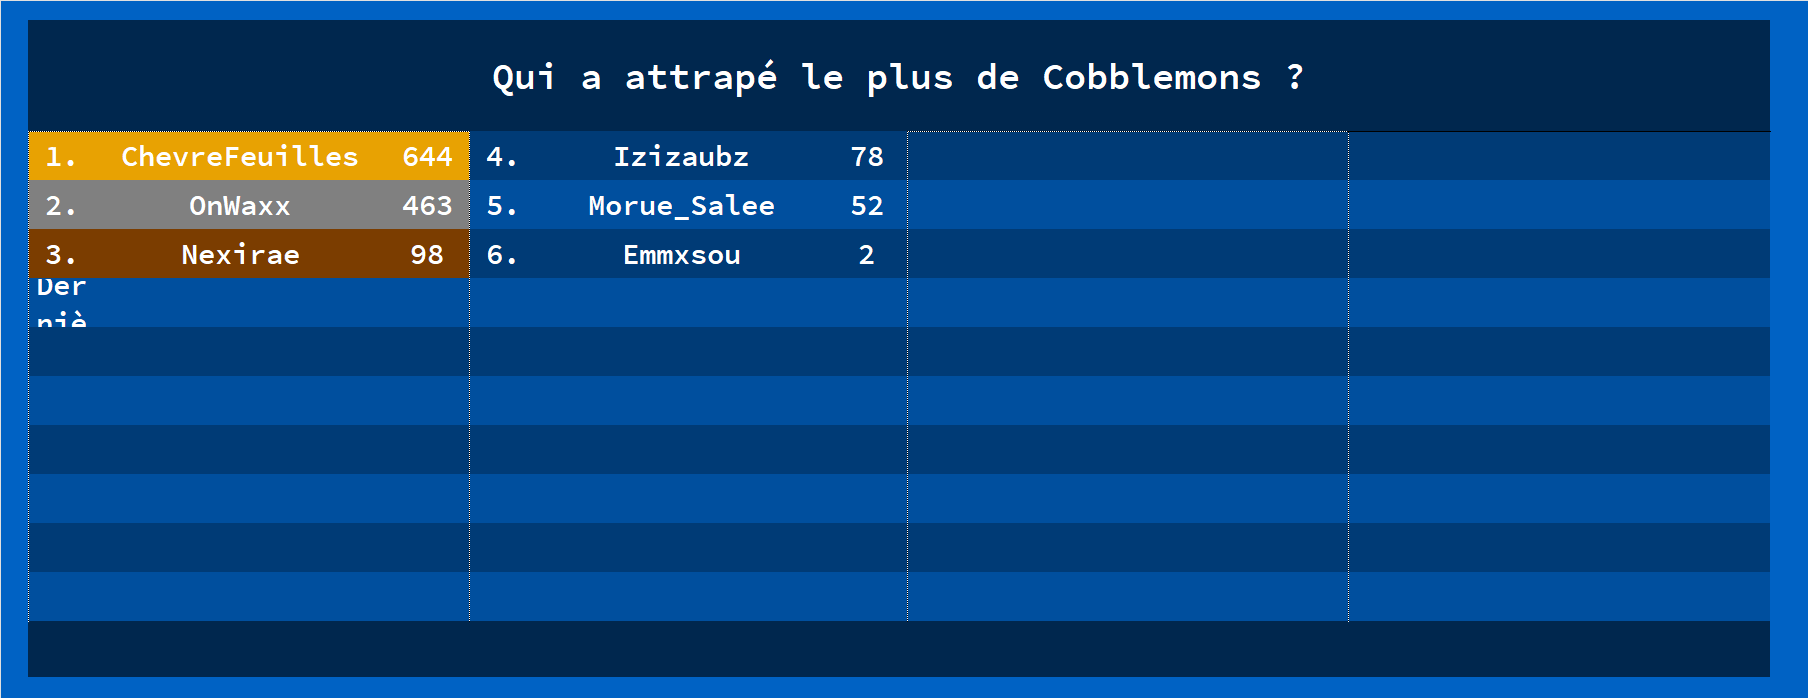 Qui a attrapé le plus de Cobblemons ?
1. ChevreFeuilles 644
2. OnWaxx 463
3. Nexirae 98
Der
niè
4. Izizaubz 78
5. Morue_Salee 52
6. Emmxsou 2